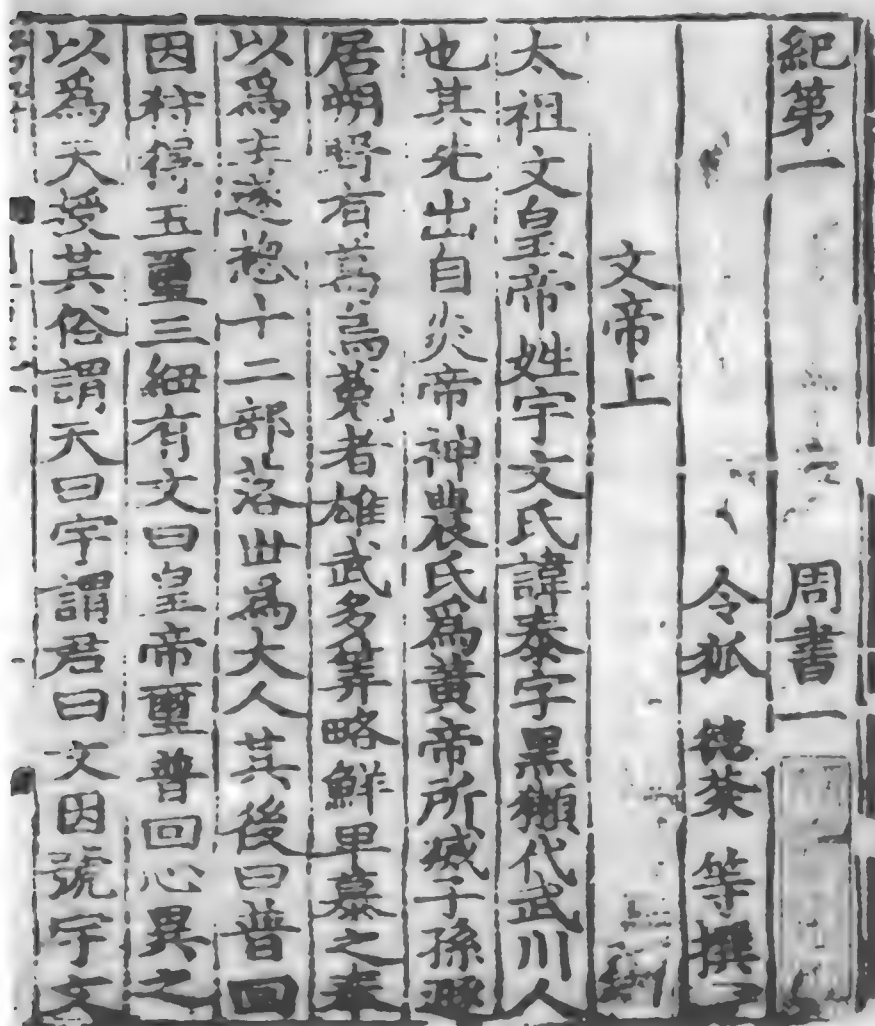 紀第一 周書一
令狐 德棻 等撰
文帝上
太祖文皇帝姓宇文氏諱泰字黑獺代武川人
也其先出自炎帝神農氏爲黃帝所滅子孫遯
居朔野有葛烏菟者雄武多筭略鮮卑慕之奉
以爲主遂總十二部落世爲大人其後曰普回
因狩得玉璽三紐有文曰皇帝璽普回心異之
以爲天授其俗謂天曰宇謂君曰文因號宇文